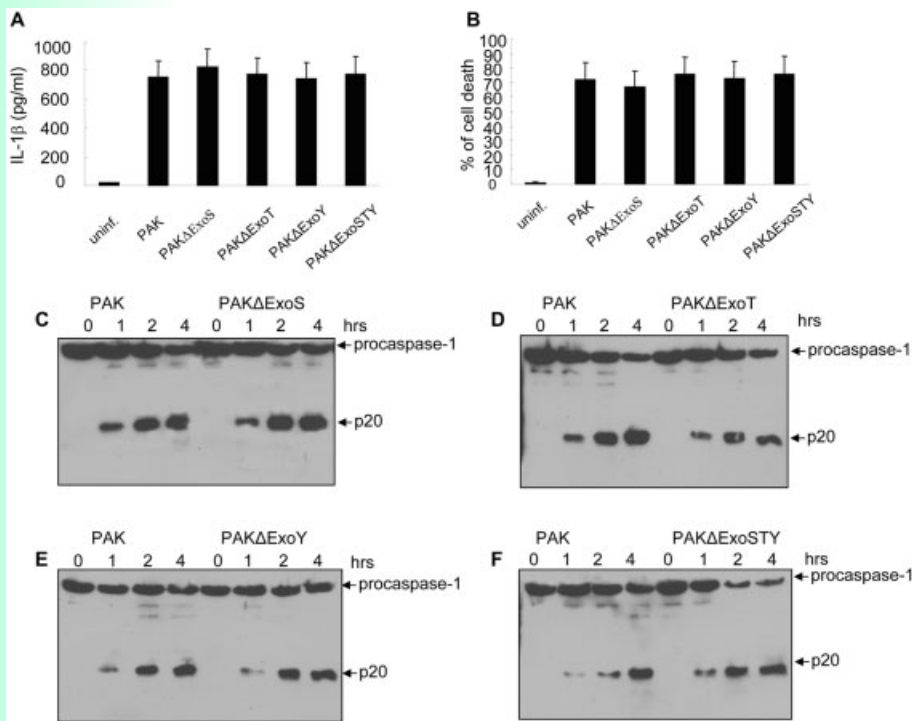 A
IL-1β (pg/ml)
1000
800
600
400
200
0
uninf.
PAK
PAKΔExoS
PAKΔExoT
PAKΔExoY
PAKΔExoSTY
B
% of cell death
100
90
80
70
60
50
40
30
20
10
0
uninf.
PAK
PAKΔExoS
PAKΔExoT
PAKΔExoY
PAKΔExoSTY
C
PAK PAKΔExoS
0 1 2 4 0 1 2 4 hrs
procaspase-1
p20
D
PAK PAKΔExoT
0 1 2 4 0 1 2 4 hrs
procaspase-1
p20
E
PAK PAKΔExoY
0 1 2 4 0 1 2 4 hrs
procaspase-1
p20
F
PAK PAKΔExoSTY
0 1 2 4 0 1 2 4 hrs
procaspase-1
p20